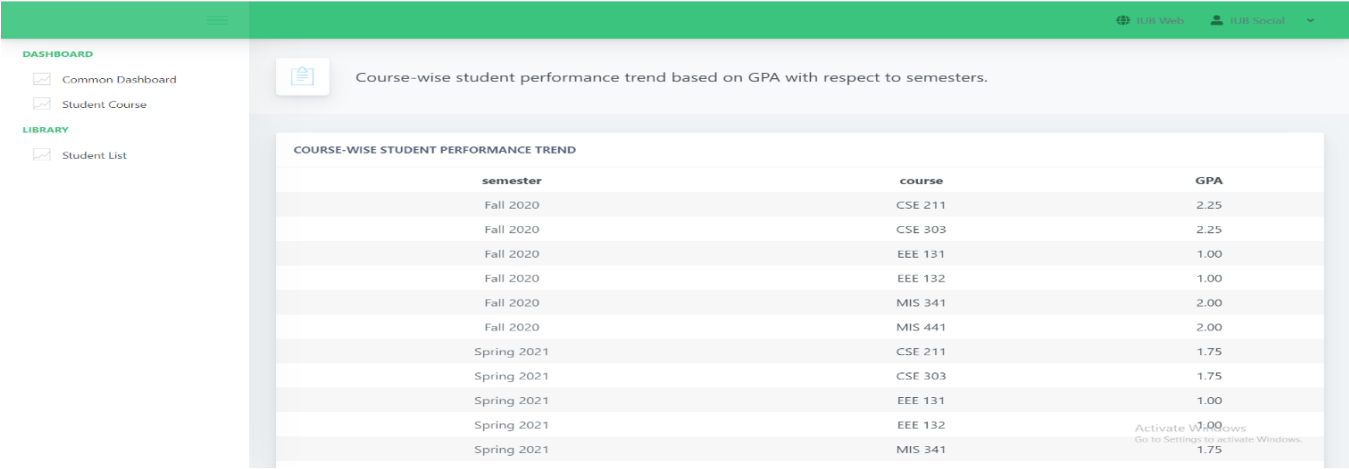 IUB Web IUB Social
DASHBOARD
Common Dashboard
Student Course
LIBRARY
Student List
Course-wise student performance trend based on GPA with respect to semesters.
COURSE-WISE STUDENT PERFORMANCE TREND
semester course GPA
Fall 2020 CSE 211 2.25
Fall 2020 CSE 303 2.25
Fall 2020 EEE 131 1.00
Fall 2020 EEE 132 1.00
Fall 2020 MIS 341 2.00
Fall 2020 MIS 441 2.00
Spring 2021 CSE 211 1.75
Spring 2021 CSE 303 1.75
Spring 2021 EEE 131 1.00
Spring 2021 EEE 132 1.00
Spring 2021 MIS 341 1.75
Activate Windows
Go to Settings to activate Windows.